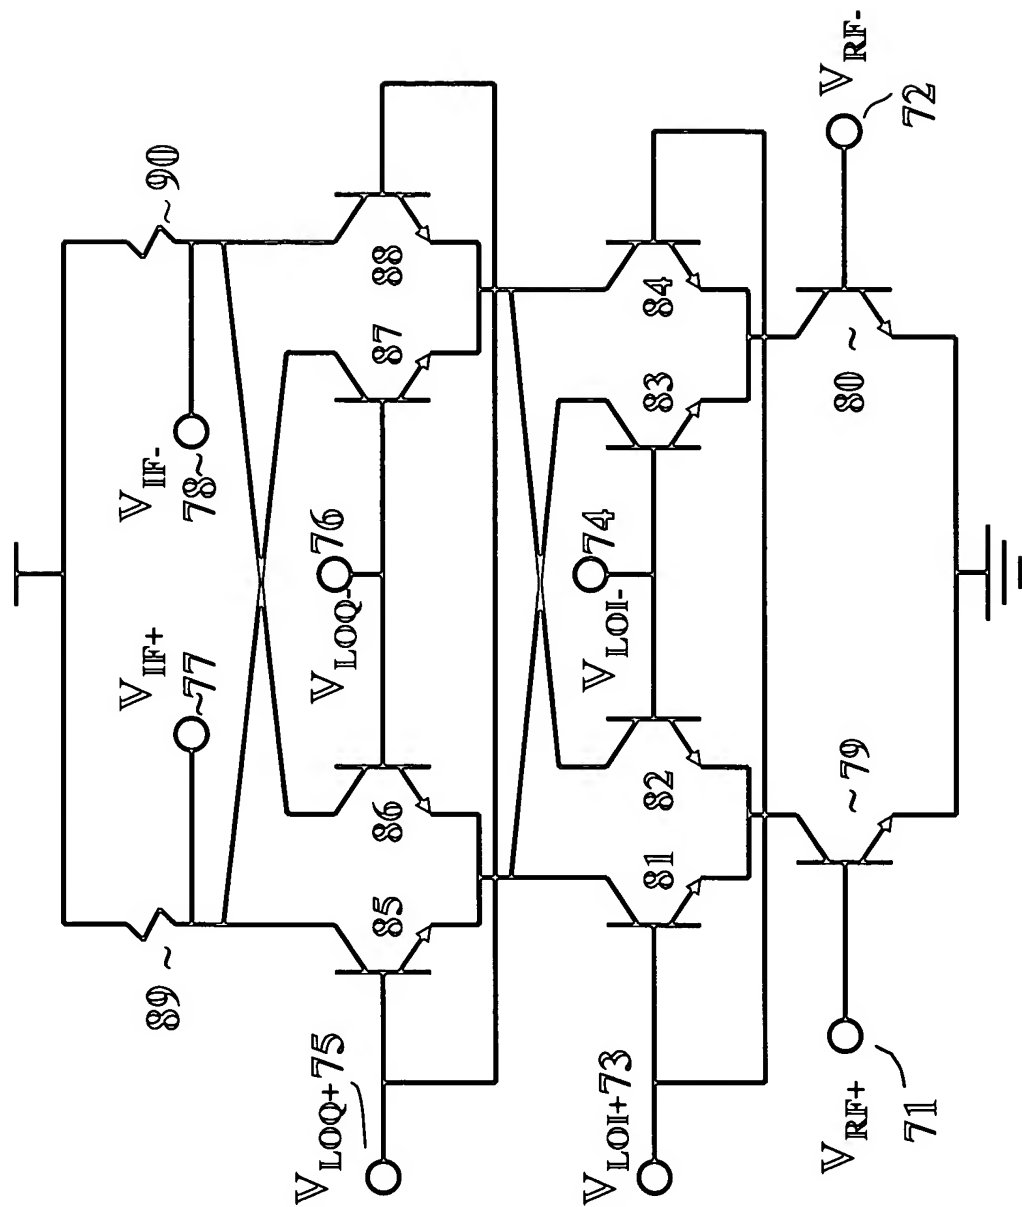 ~ 90
89 ~
V_IF+
~77
V_IF-
78~
V_LOQ+ 75
V_LOQ- 76
85
86
87
88
V_LOI+ 73
V_LOI- 74
81
82
83
84
V_RF+
71
~ 79
80 ~
V_RF-
72